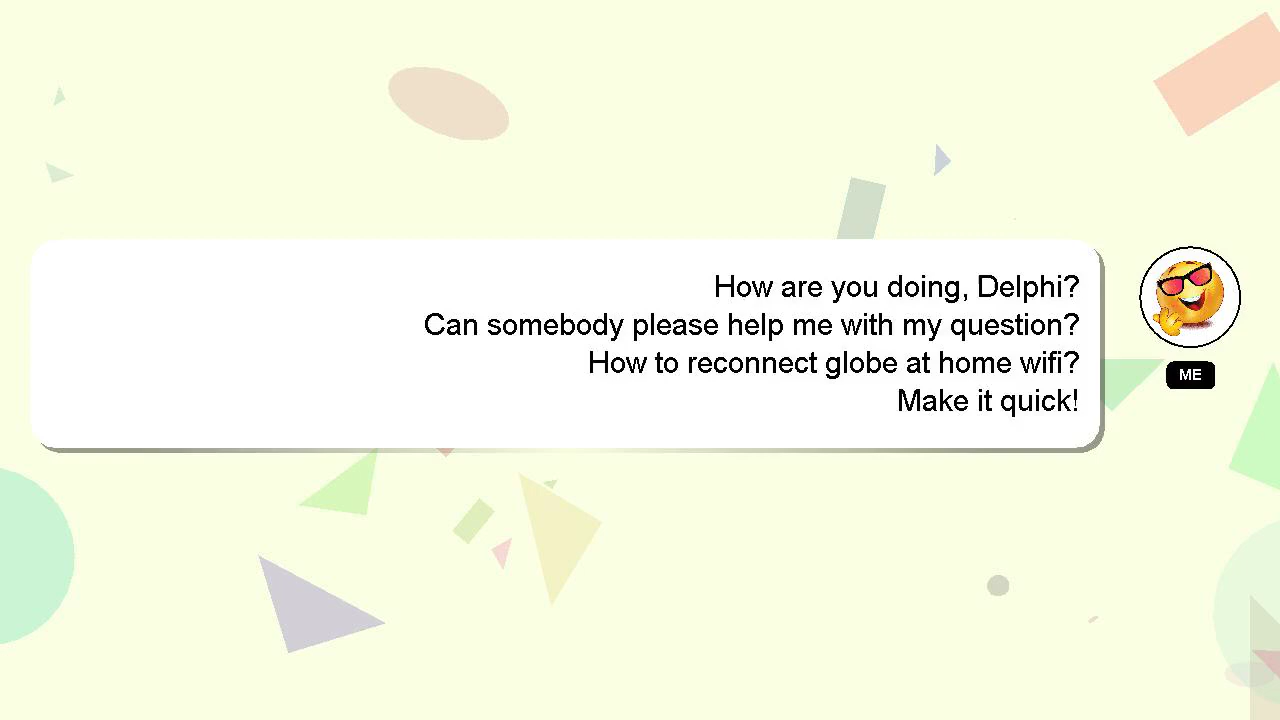 How are you doing, Delphi?
Can somebody please help me with my question?
How to reconnect globe at home wifi?
Make it quick!
ME